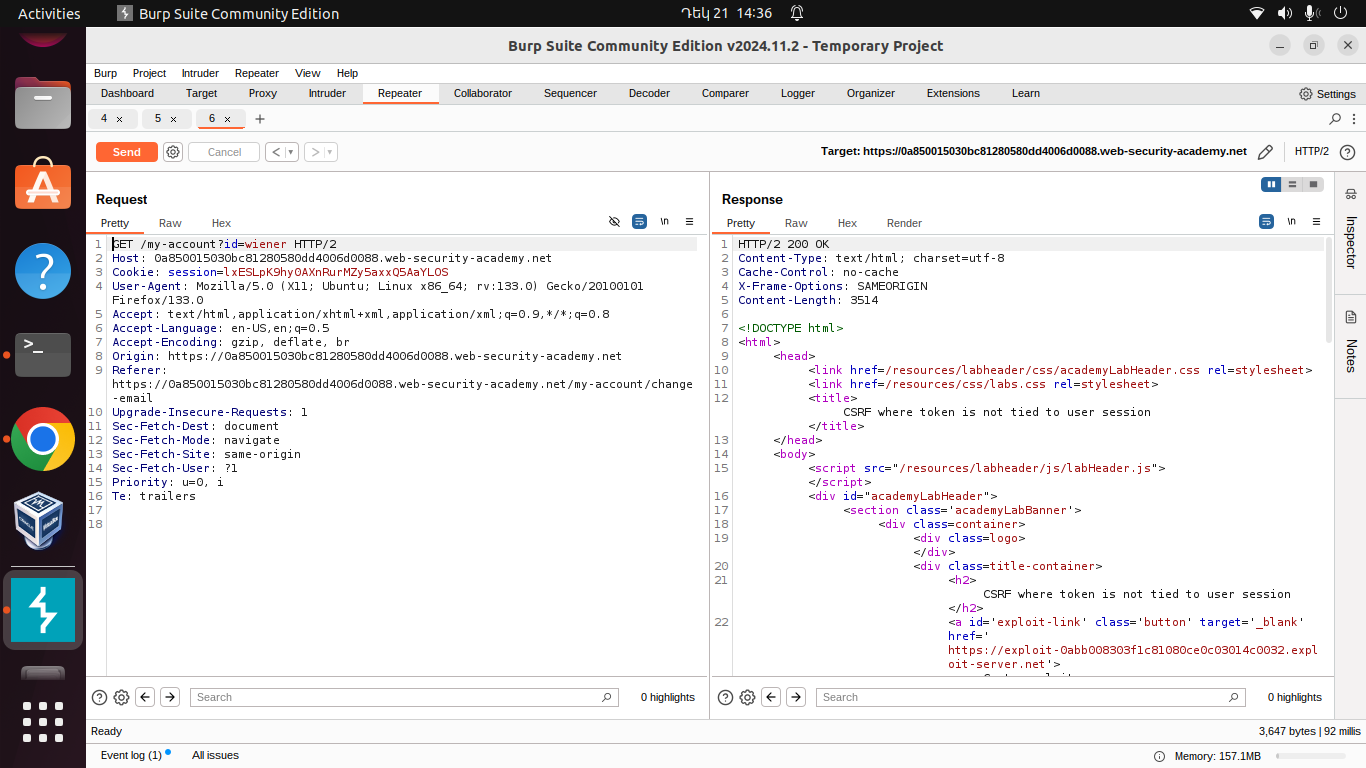 Activities
Burp Suite Community Edition
Դեկ 21 14:36
Burp Suite Community Edition v2024.11.2 - Temporary Project
Burp Project Intruder Repeater View Help
Dashboard Target Proxy Intruder Repeater Collaborator Sequencer Decoder Comparer Logger Organizer Extensions Learn
Settings
4 × 5 × 6 × +
Send
Cancel
< >
Target: https://0a850015030bc81280580dd4006d0088.web-security-academy.net
HTTP/2
Request
Pretty Raw Hex
\n
1 GET /my-account?id=wiener HTTP/2
2 Host: 0a850015030bc81280580dd4006d0088.web-security-academy.net
3 Cookie: session=lxESLpK9hy0AXnRurMZy5axxQ5AaYLOS
4 User-Agent: Mozilla/5.0 (X11; Ubuntu; Linux x86_64; rv:133.0) Gecko/20100101
Firefox/133.0
5 Accept: text/html,application/xhtml+xml,application/xml;q=0.9,*/*;q=0.8
6 Accept-Language: en-US,en;q=0.5
7 Accept-Encoding: gzip, deflate, br
8 Origin: https://0a850015030bc81280580dd4006d0088.web-security-academy.net
9 Referer:
https://0a850015030bc81280580dd4006d0088.web-security-academy.net/my-account/change
-email
10 Upgrade-Insecure-Requests: 1
11 Sec-Fetch-Dest: document
12 Sec-Fetch-Mode: navigate
13 Sec-Fetch-Site: same-origin
14 Sec-Fetch-User: ?1
15 Priority: u=0, i
16 Te: trailers
17
18
Search
0 highlights
Response
Pretty Raw Hex Render
\n
1 HTTP/2 200 OK
2 Content-Type: text/html; charset=utf-8
3 Cache-Control: no-cache
4 X-Frame-Options: SAMEORIGIN
5 Content-Length: 3514
6
7 <!DOCTYPE html>
8 <html>
9 <head>
10 <link href=/resources/labheader/css/academyLabHeader.css rel=stylesheet>
11 <link href=/resources/css/labs.css rel=stylesheet>
12 <title>
CSRF where token is not tied to user session
</title>
13 </head>
14 <body>
15 <script src="/resources/labheader/js/labHeader.js">
</script>
16 <div id="academyLabHeader">
17 <section class='academyLabBanner'>
18 <div class=container>
19 <div class=logo>
</div>
20 <div class=title-container>
21 <h2>
CSRF where token is not tied to user session
</h2>
22 <a id='exploit-link' class='button' target='_blank'
href='
https://exploit-0abb008303f1c81080ce0c03014c0032.expl
oit-server.net'>
Search
0 highlights
Inspector
Notes
Ready
3,647 bytes | 92 millis
Event log (1)
All issues
Memory: 157.1MB